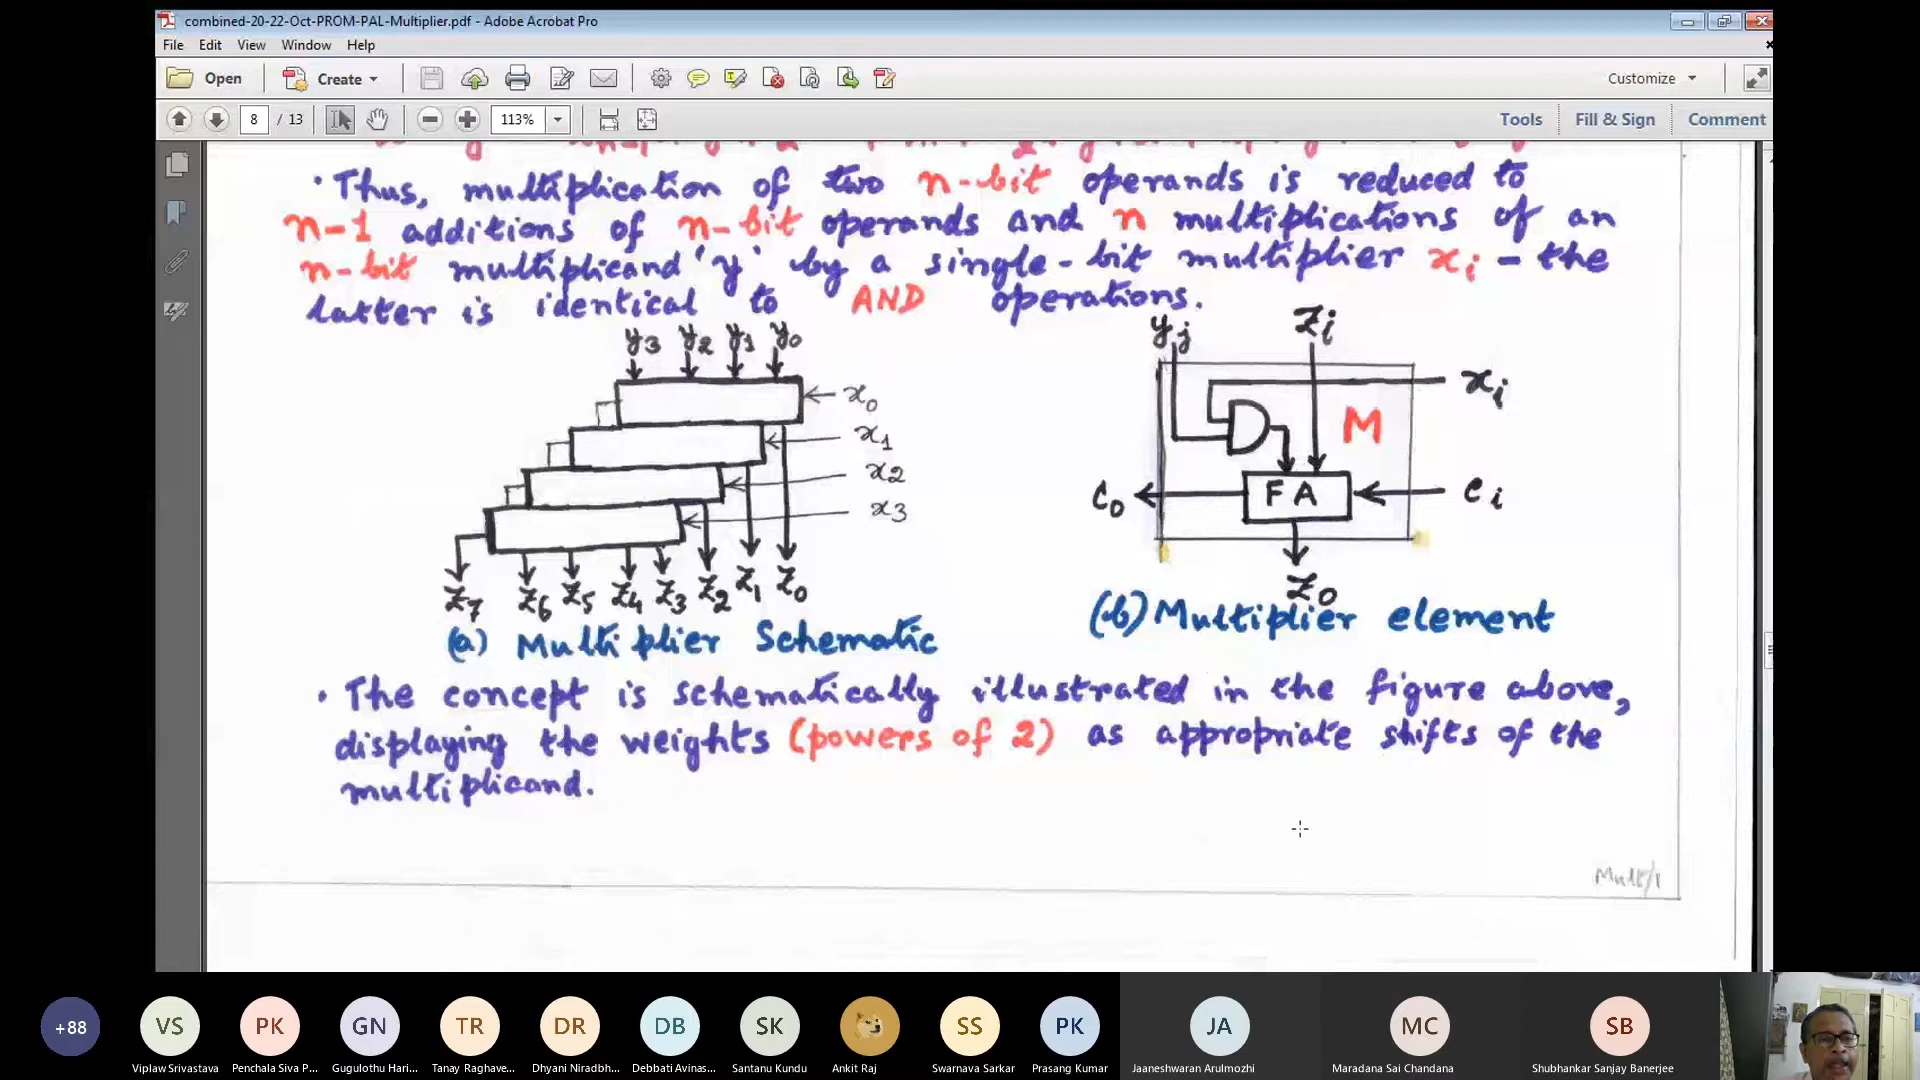 combined-20-22-Oct-PROM-PAL-Multiplier.pdf - Adobe Acrobat Pro
File Edit View Window Help
Open Create Customize
8 / 13 113% Tools Fill & Sign Comment
· Thus, multiplication of two n-bit operands is reduced to
n-1 additions of n-bit operands and n multiplications of an
n-bit multiplicand 'y' by a single-bit multiplier xi - the
latter is identical to AND operations.
y3 y2 y1 y0
x0
x1
x2
x3
z7 z6 z5 z4 z3 z2 z1 z0
(a) Multiplier Schematic
yj zi
xi
M
C0 FA Ci
z0
(b) Multiplier element
· The concept is schematically illustrated in the figure above,
displaying the weights (powers of 2) as appropriate shifts of the
multiplicand.
Mult/1
+88 VS PK GN TR DR DB SK SS PK JA MC SB
Viplaw Srivastava Penchala Siva P... Gugulothu Hari... Tanay Raghave... Dhyani Niradbh... Debbati Avinas... Santanu Kundu Ankit Raj Swarnava Sarkar Prasang Kumar Jaaneshwaran Arulmozhi Maradana Sai Chandana Shubhankar Sanjay Banerjee